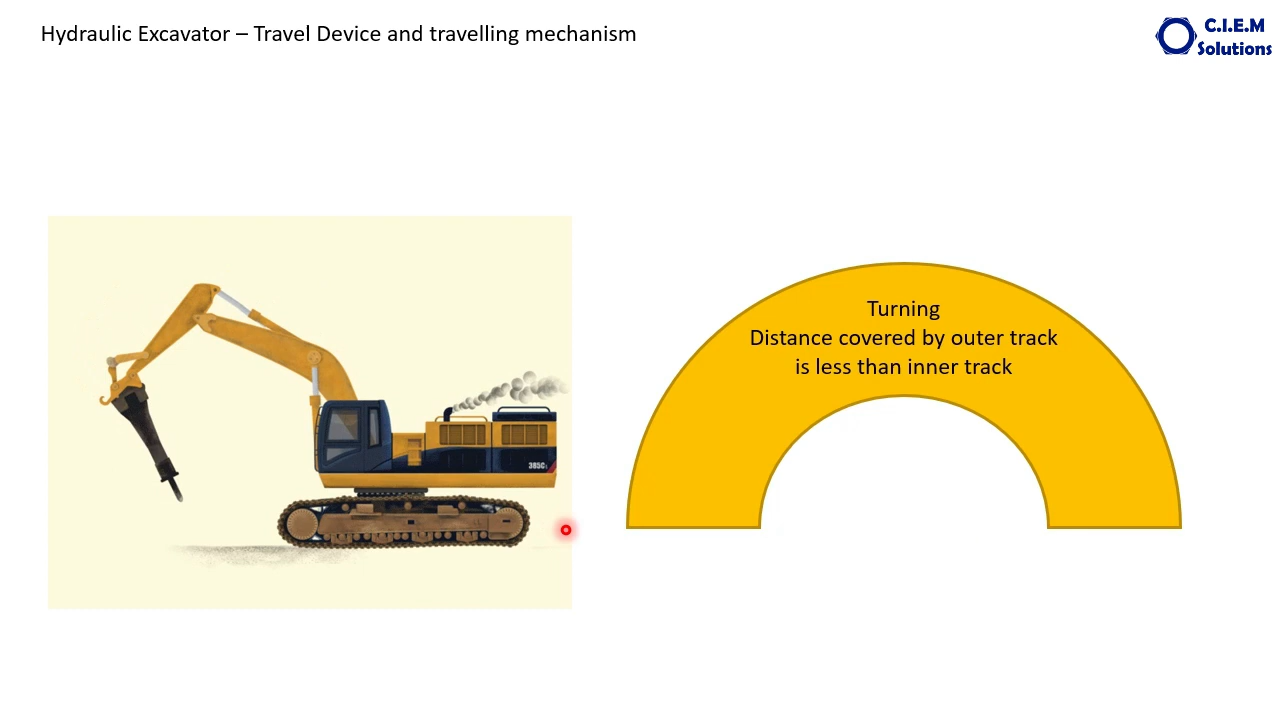 Hydraulic Excavator – Travel Device and travelling mechanism
C.I.E.M
Solutions
Turning
Distance covered by outer track
is less than inner track
385C